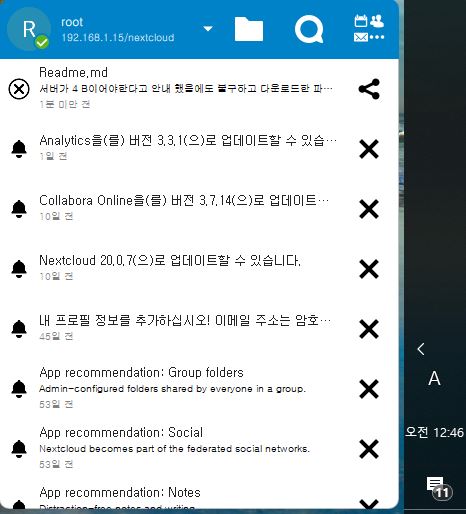 R
root
192.168.1.15/nextcloud
Readme.md
서버가 4 B이어야한다고 안내 했음에도 불구하고 다운로드한 파…
1분 미만 전
Analytics을(를) 버전 3.3.1(으)로 업데이트할 수 있습…
1일 전
Collabora Online을(를) 버전 3.7.14(으)로 업데이트…
10일 전
Nextcloud 20.0.7(으)로 업데이트할 수 있습니다.
10일 전
내 프로필 정보를 추가하십시오! 이메일 주소는 암호…
45일 전
App recommendation: Group folders
Admin-configured folders shared by everyone in a group.
53일 전
App recommendation: Social
Nextcloud becomes part of the federated social networks.
53일 전
App recommendation: Notes
Distraction-free notes and writing
A
오전 12:46
11